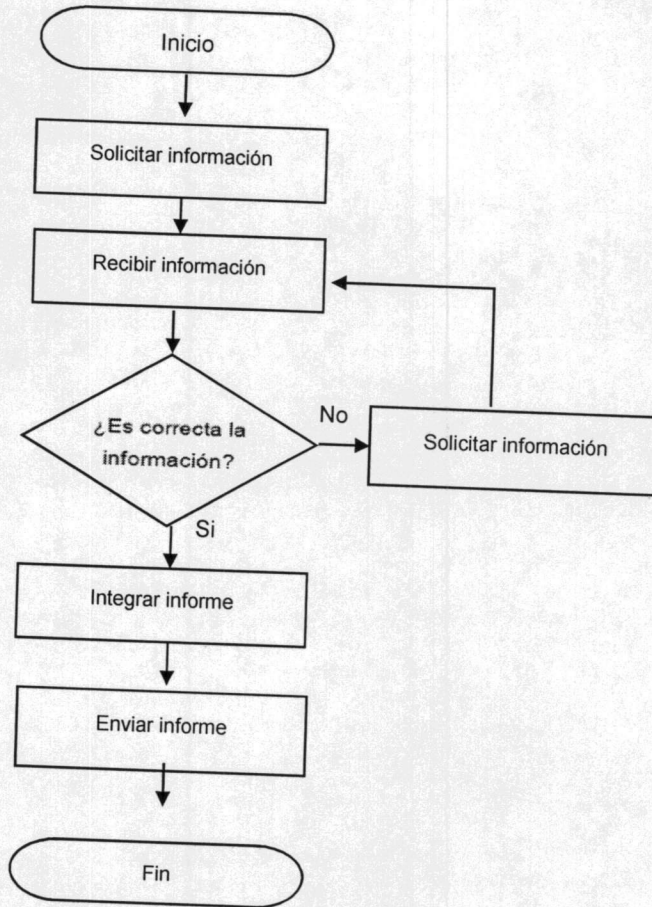 Inicio
Solicitar información
Recibir información
¿Es correcta la
información?
No
Solicitar información
Si
Integrar informe
Enviar informe
Fin